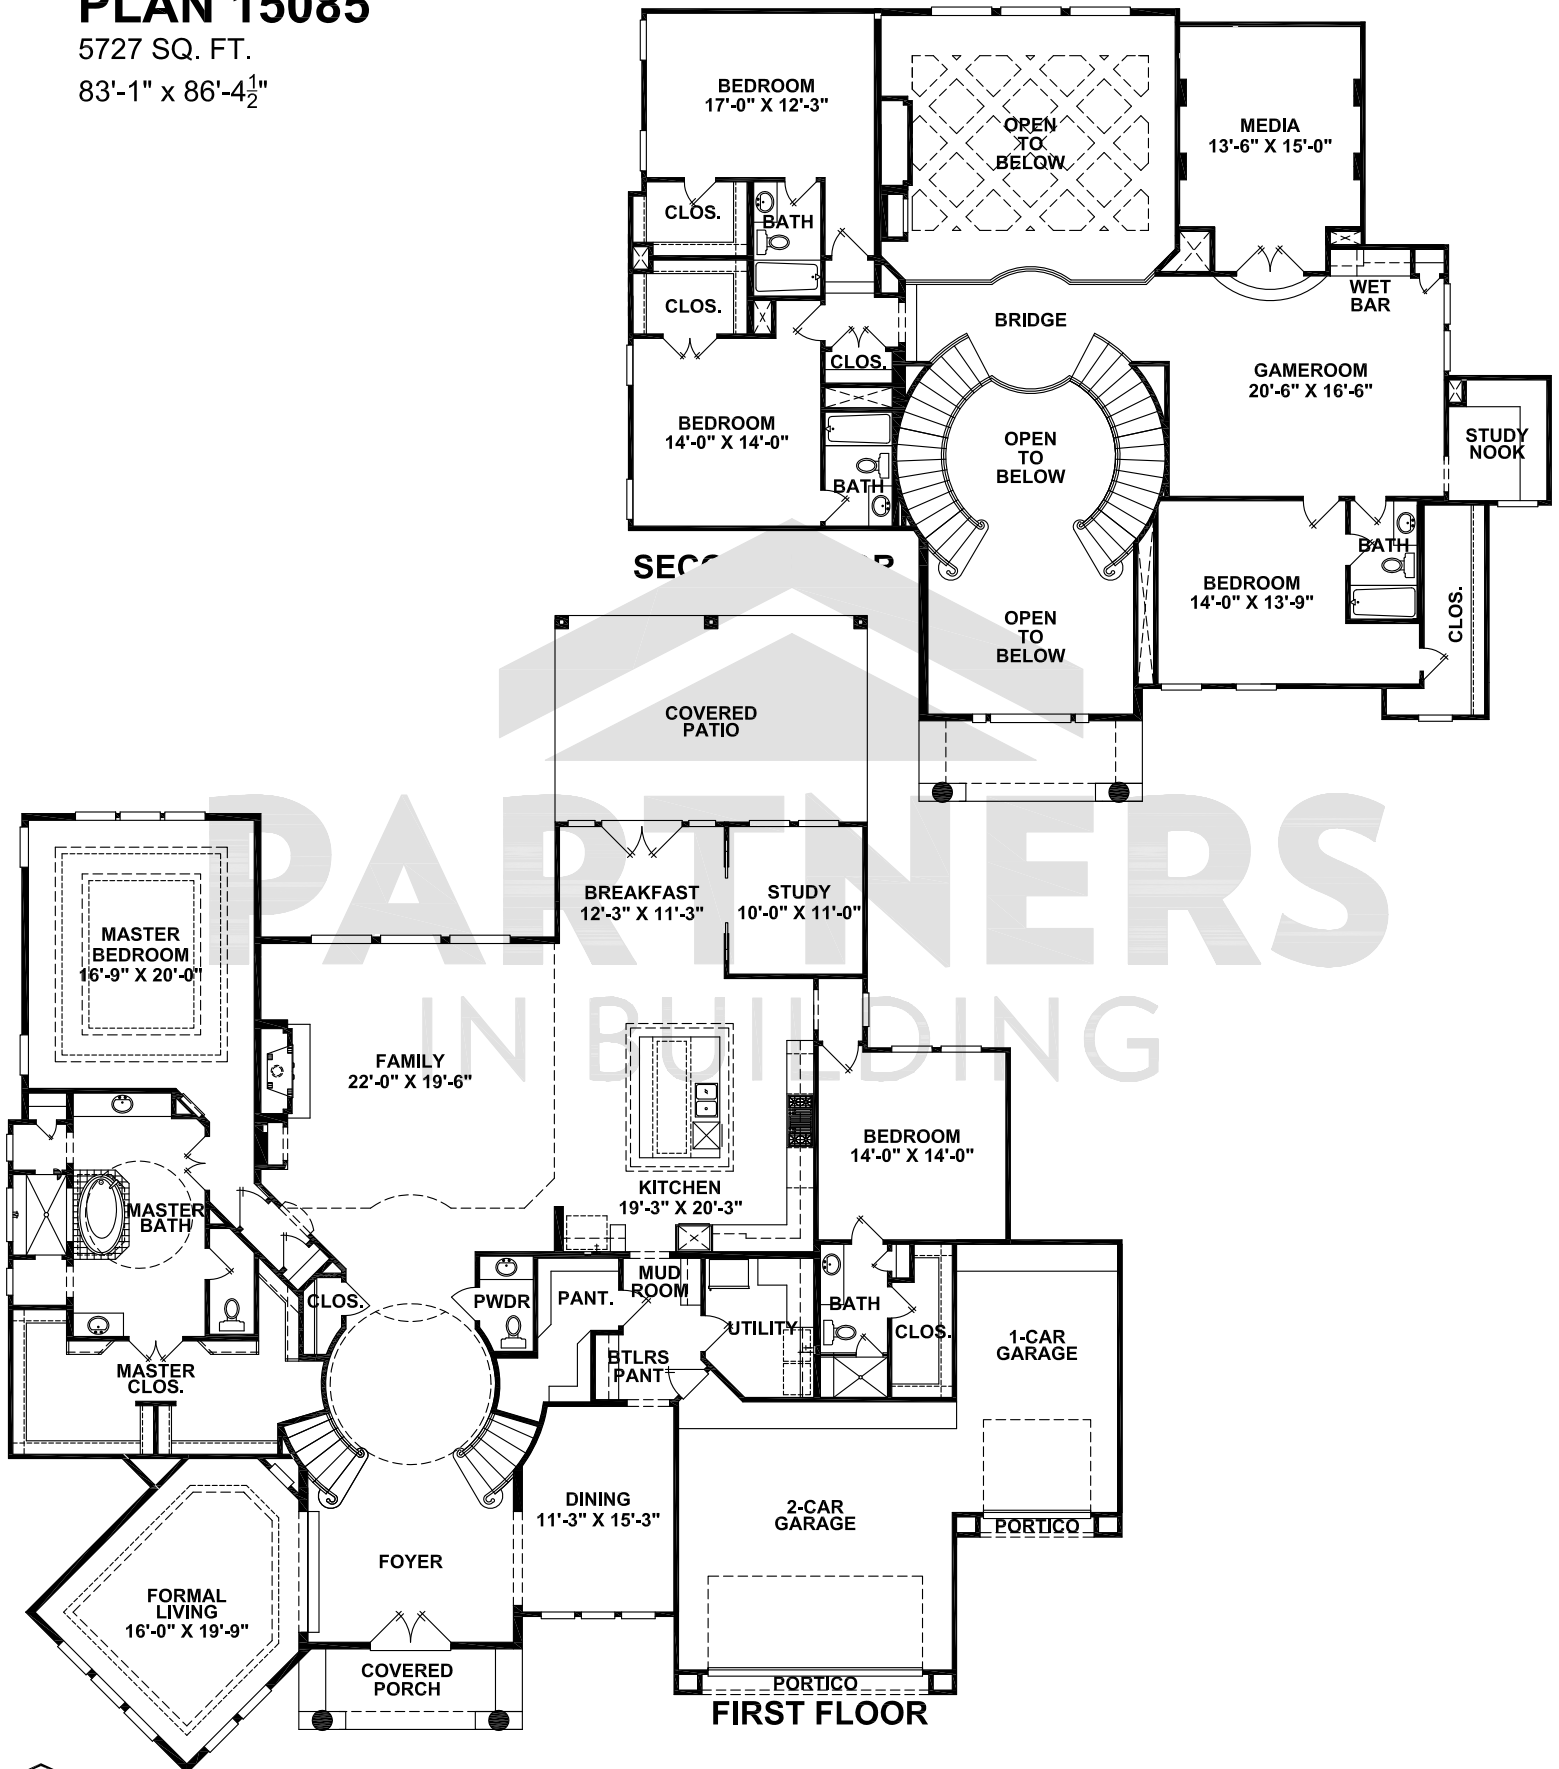 PLAN 15085
5727 SQ. FT.
83'-1" x 86'-4½"
BEDROOM
17'-0" X 12'-3"
OPEN
TO
BELOW
MEDIA
13'-6" X 15'-0"
CLOS.
BATH
CLOS.
BRIDGE
WET
BAR
CLOS.
GAMEROOM
20'-6" X 16'-6"
BEDROOM
14'-0" X 14'-0"
OPEN
TO
BELOW
STUDY
NOOK
BATH
BATH
BEDROOM
14'-0" X 13'-9"
CLOS.
OPEN
TO
BELOW
COVERED
PATIO
PARTNERS
IN BUILDING
BREAKFAST
12'-3" X 11'-3"
STUDY
10'-0" X 11'-0"
MASTER
BEDROOM
16'-9" X 20'-0"
FAMILY
22'-0" X 19'-6"
BEDROOM
14'-0" X 14'-0"
KITCHEN
19'-3" X 20'-3"
MASTER
BATH
MUD
ROOM
CLOS.
PWDR
PANT.
UTILITY
BATH
CLOS.
1-CAR
GARAGE
BTLRS
PANT
MASTER
CLOS.
DINING
11'-3" X 15'-3"
2-CAR
GARAGE
PORTICO
FOYER
FORMAL
LIVING
16'-0" X 19'-9"
COVERED
PORCH
PORTICO
FIRST FLOOR